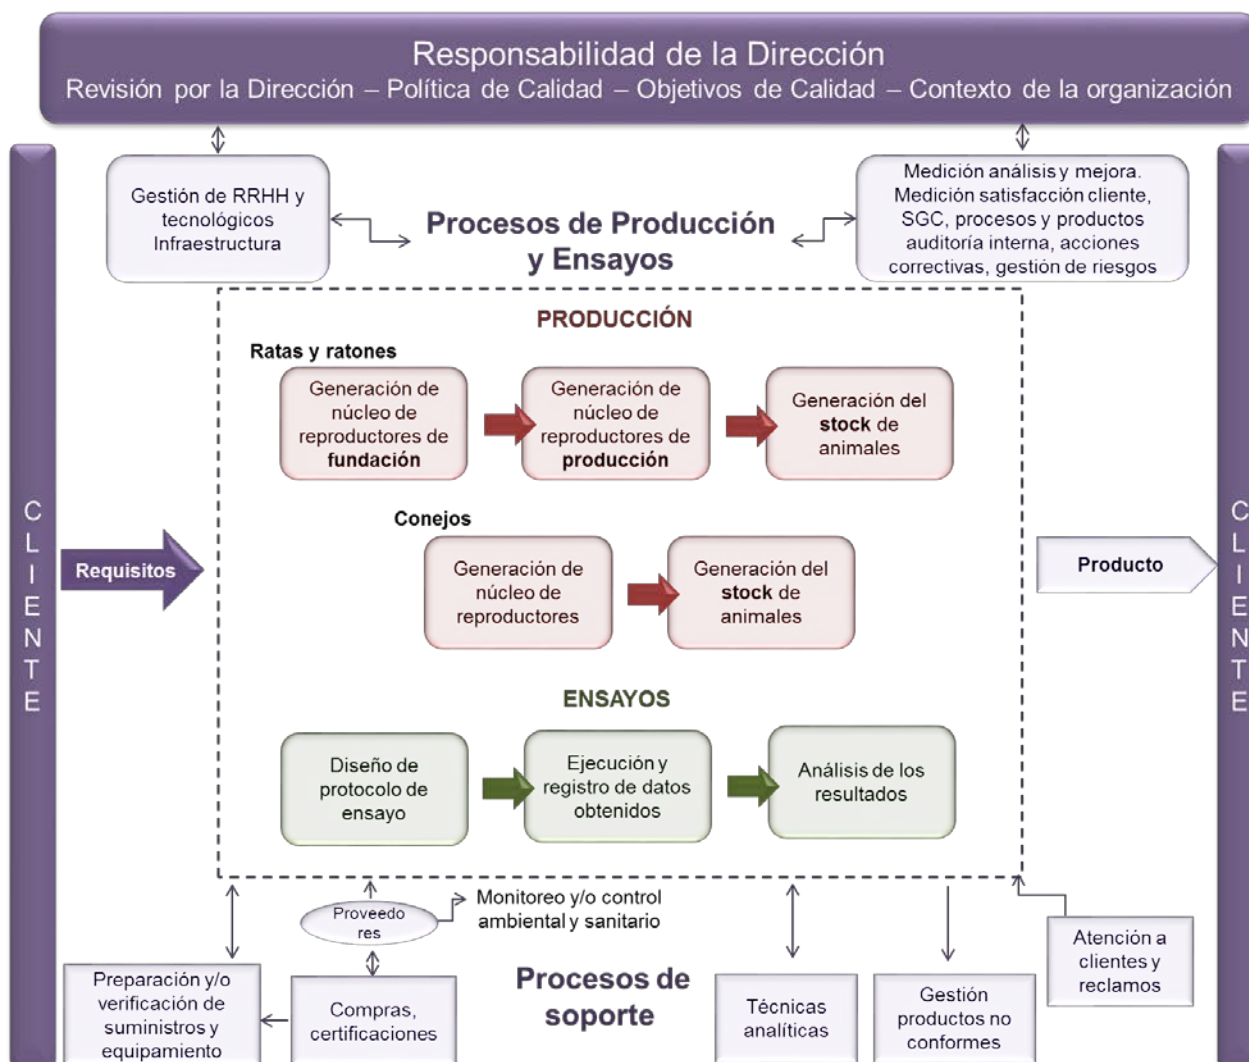 Responsabilidad de la Dirección
Revisión por la Dirección – Política de Calidad – Objetivos de Calidad – Contexto de la organización
Gestión de RRHH y
tecnológicos
Infraestructura
Procesos de Producción
y Ensayos
Medición análisis y mejora.
Medición satisfacción cliente,
SGC, procesos y productos
auditoría interna, acciones
correctivas, gestión de riesgos
CLIENTE
Requisitos
PRODUCCIÓN
Ratas y ratones
Generación de
núcleo de
reproductores de
fundación
Generación de
núcleo de
reproductores de
producción
Generación del
stock de
animales
Conejos
Generación de
núcleo de
reproductores
Generación del
stock de
animales
ENSAYOS
Diseño de
protocolo de
ensayo
Ejecución y
registro de datos
obtenidos
Análisis de los
resultados
Producto
CLIENTE
Proveedo
res
Monitoreo y/o control
ambiental y sanitario
Preparación y/o
verificación de
suministros y
equipamiento
Compras,
certificaciones
Procesos de
soporte
Técnicas
analíticas
Gestión
productos no
conformes
Atención a
clientes y
reclamos